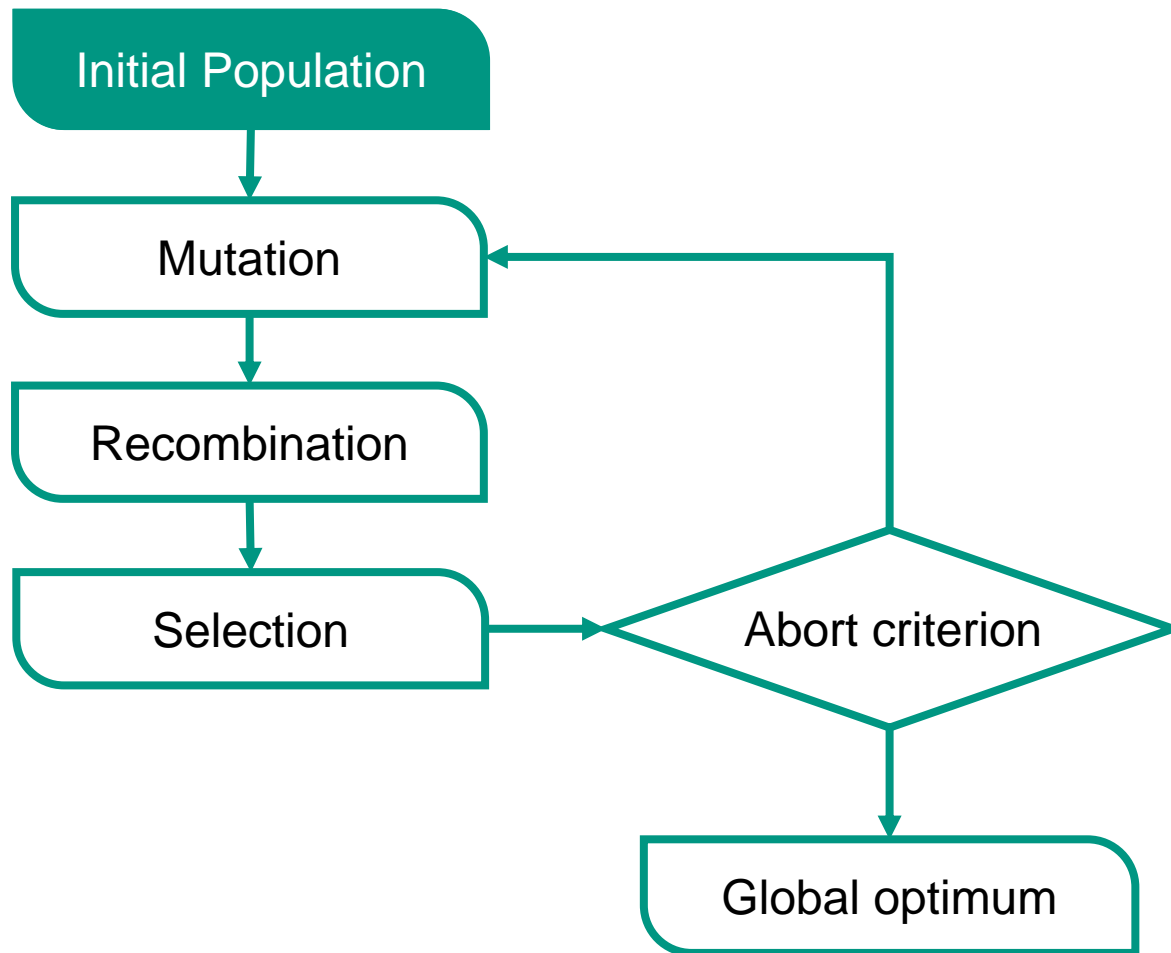 Initial Population
Mutation
Recombination
Selection
Abort criterion
Global optimum